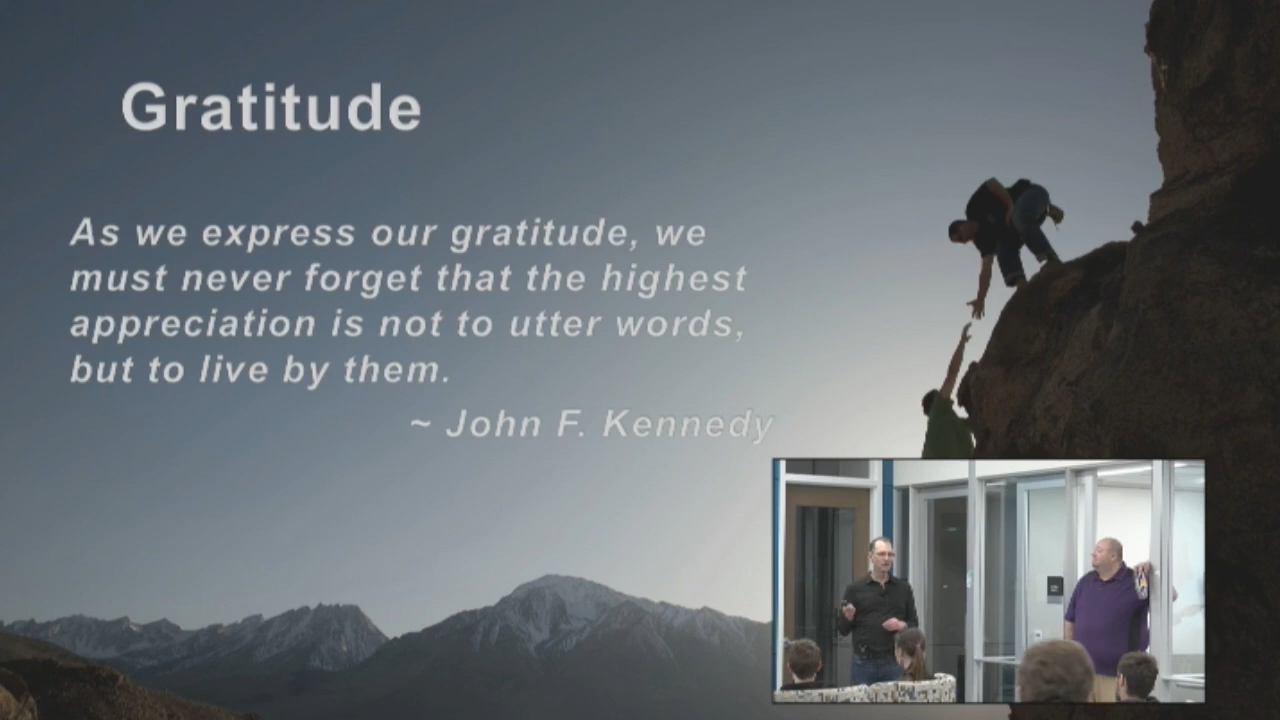 Gratitude
As we express our gratitude, we
must never forget that the highest
appreciation is not to utter words,
but to live by them.
~ John F. Kennedy